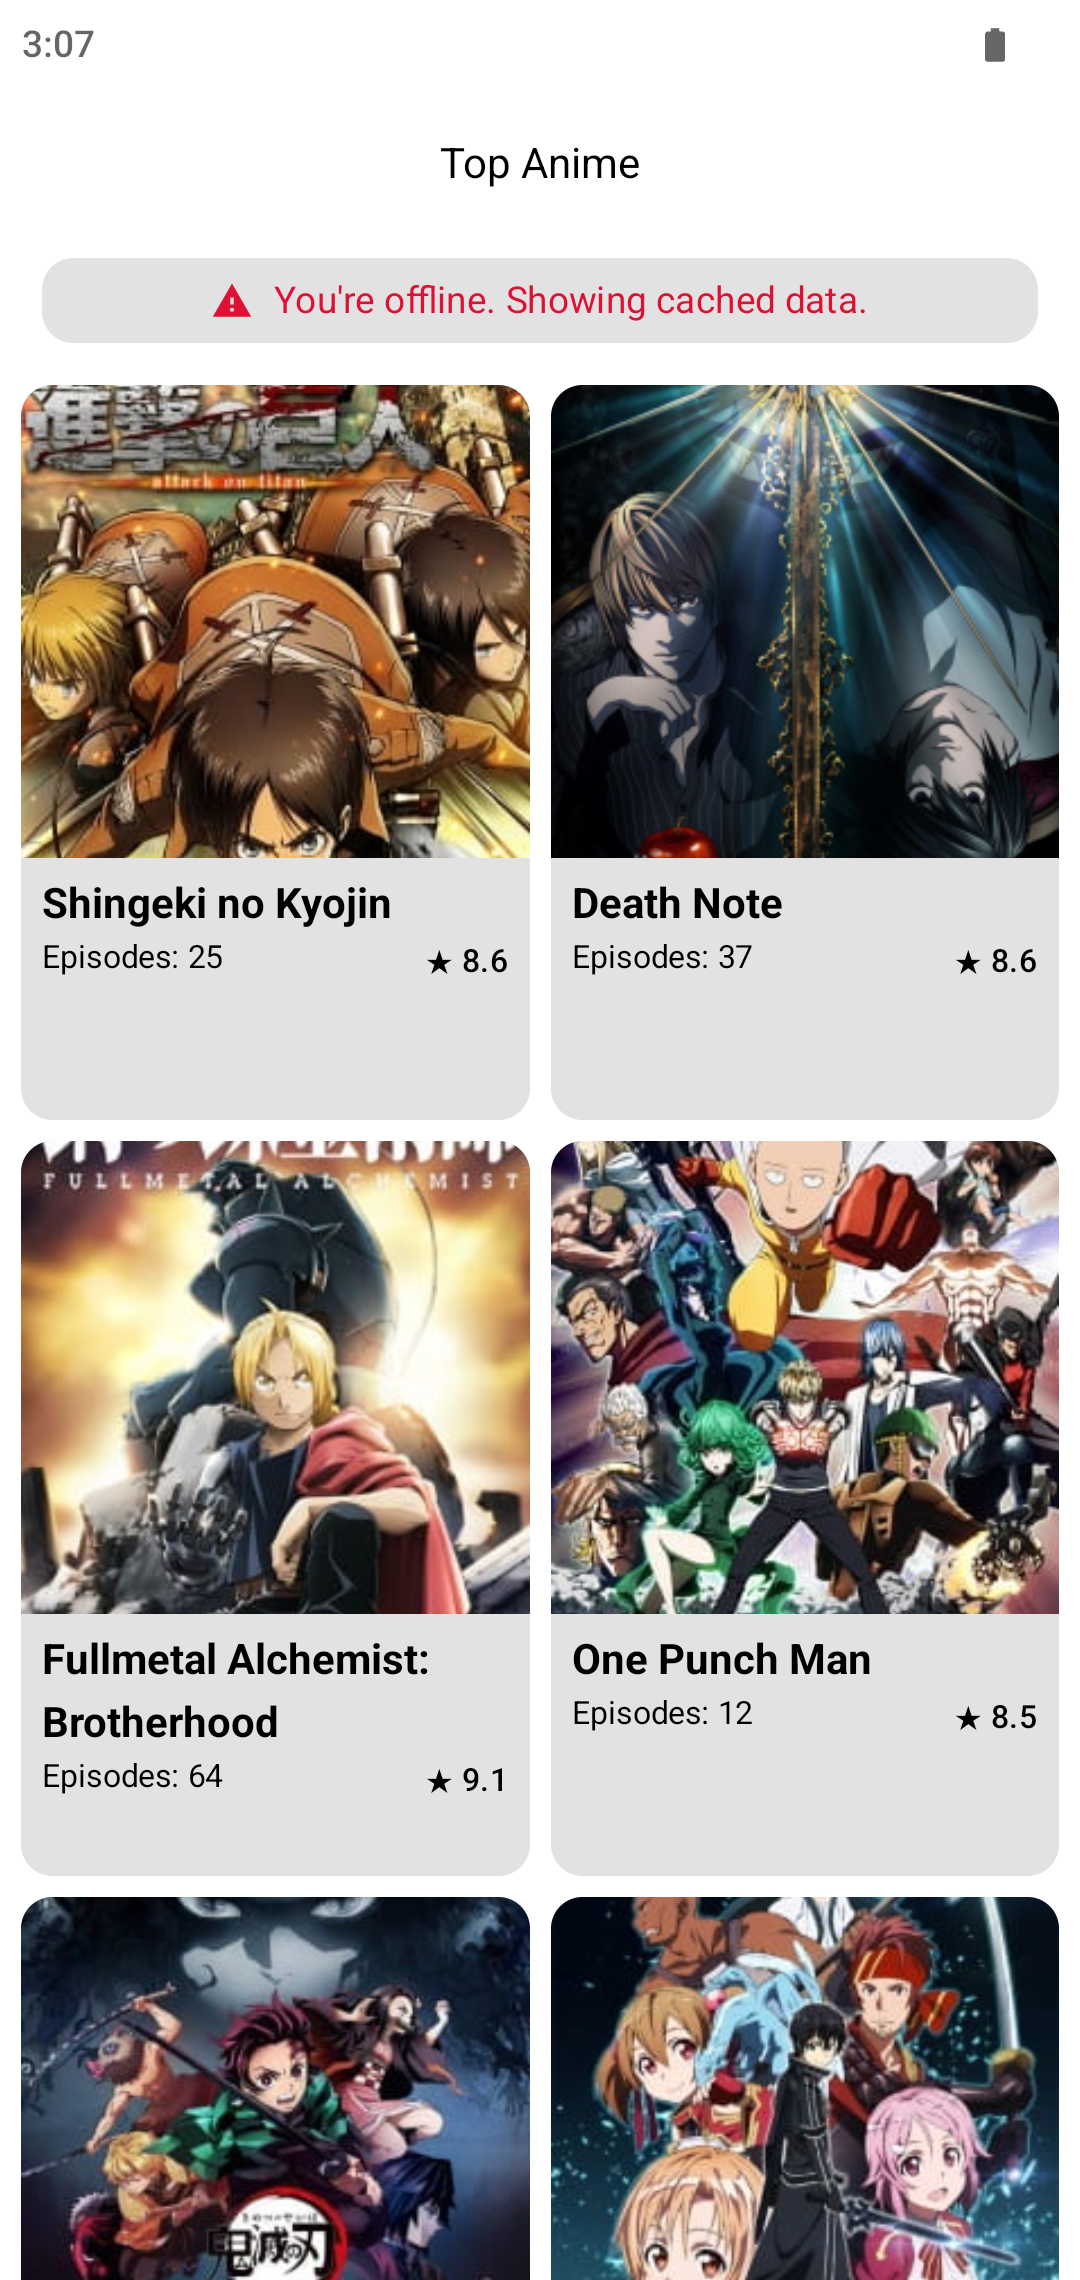 3:07
Top Anime
You're offline. Showing cached data.
進撃の巨人
attack on titan
Shingeki no Kyojin
Episodes: 25
★ 8.6
Death Note
Episodes: 37
★ 8.6
FULLMETAL ALCHEMIST
Fullmetal Alchemist:
Brotherhood
Episodes: 64
★ 9.1
One Punch Man
Episodes: 12
★ 8.5
鬼滅の刃